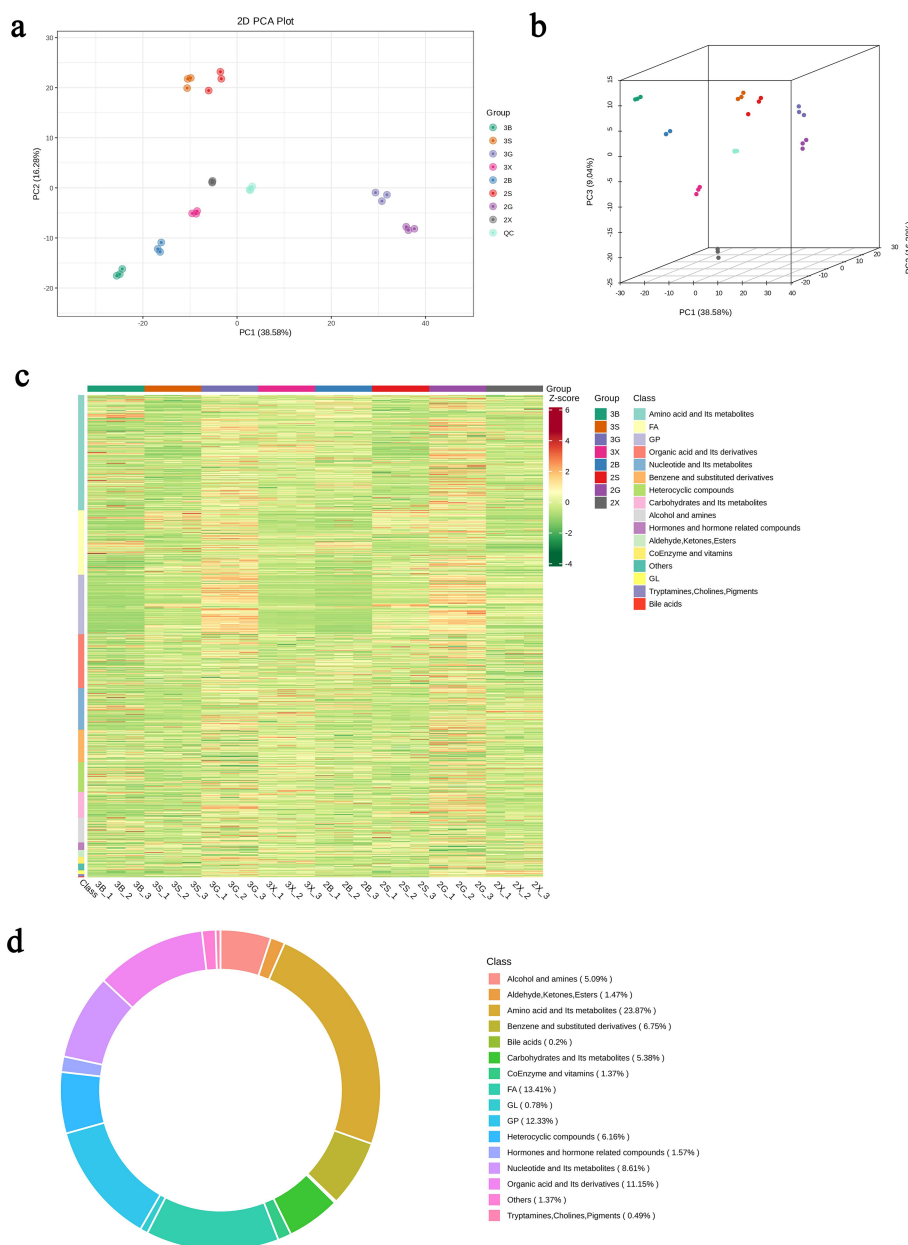 a
2D PCA Plot
30
20
10
0
-10
-20
-20
0
20
40
PC2 (16.28%)
PC1 (38.58%)
Group
3B
3S
3G
3X
2B
2S
2G
2X
QC
b
15
10
5
0
-5
-10
-15
-20
-25
-30
-20
-10
0
10
20
30
40
PC3 (9.04%)
PC1 (38.58%)
-20
-10
0
10
20
30
c
Group
Z-score
6
4
2
0
-2
-4
Group
3B
3S
3G
3X
2B
2S
2G
2X
Class
Amino acid and Its metabolites
FA
GP
Organic acid and Its derivatives
Nucleotide and Its metabolites
Benzene and substituted derivatives
Heterocyclic compounds
Carbohydrates and Its metabolites
Alcohol and amines
Hormones and hormone related compounds
Aldehyde,Ketones,Esters
CoEnzyme and vitamins
Others
GL
Tryptamines,Cholines,Pigments
Bile acids
Class
3B_1
3B_2
3B_3
3S_1
3S_2
3S_3
3G_1
3G_2
3G_3
3X_1
3X_2
3X_3
2B_1
2B_2
2B_3
2S_1
2S_2
2S_3
2G_1
2G_2
2G_3
2X_1
2X_2
2X_3
d
Class
Alcohol and amines ( 5.09% )
Aldehyde,Ketones,Esters ( 1.47% )
Amino acid and Its metabolites ( 23.87% )
Benzene and substituted derivatives ( 6.75% )
Bile acids ( 0.2% )
Carbohydrates and Its metabolites ( 5.38% )
CoEnzyme and vitamins ( 1.37% )
FA ( 13.41% )
GL ( 0.78% )
GP ( 12.33% )
Heterocyclic compounds ( 6.16% )
Hormones and hormone related compounds ( 1.57% )
Nucleotide and Its metabolites ( 8.61% )
Organic acid and Its derivatives ( 11.15% )
Others ( 1.37% )
Tryptamines,Cholines,Pigments ( 0.49% )